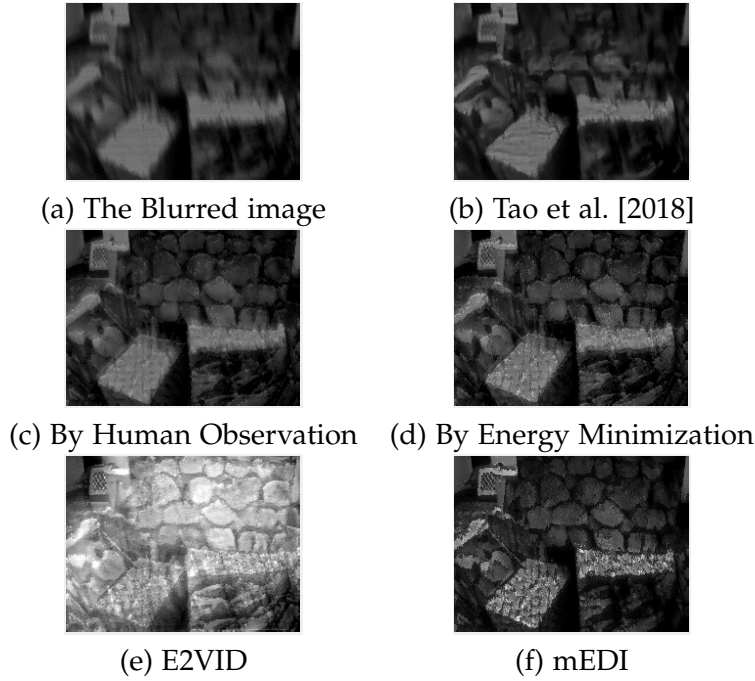 (a) The Blurred image
(b) Tao et al. [2018]
(c) By Human Observation
(d) By Energy Minimization
(e) E2VID
(f) mEDI